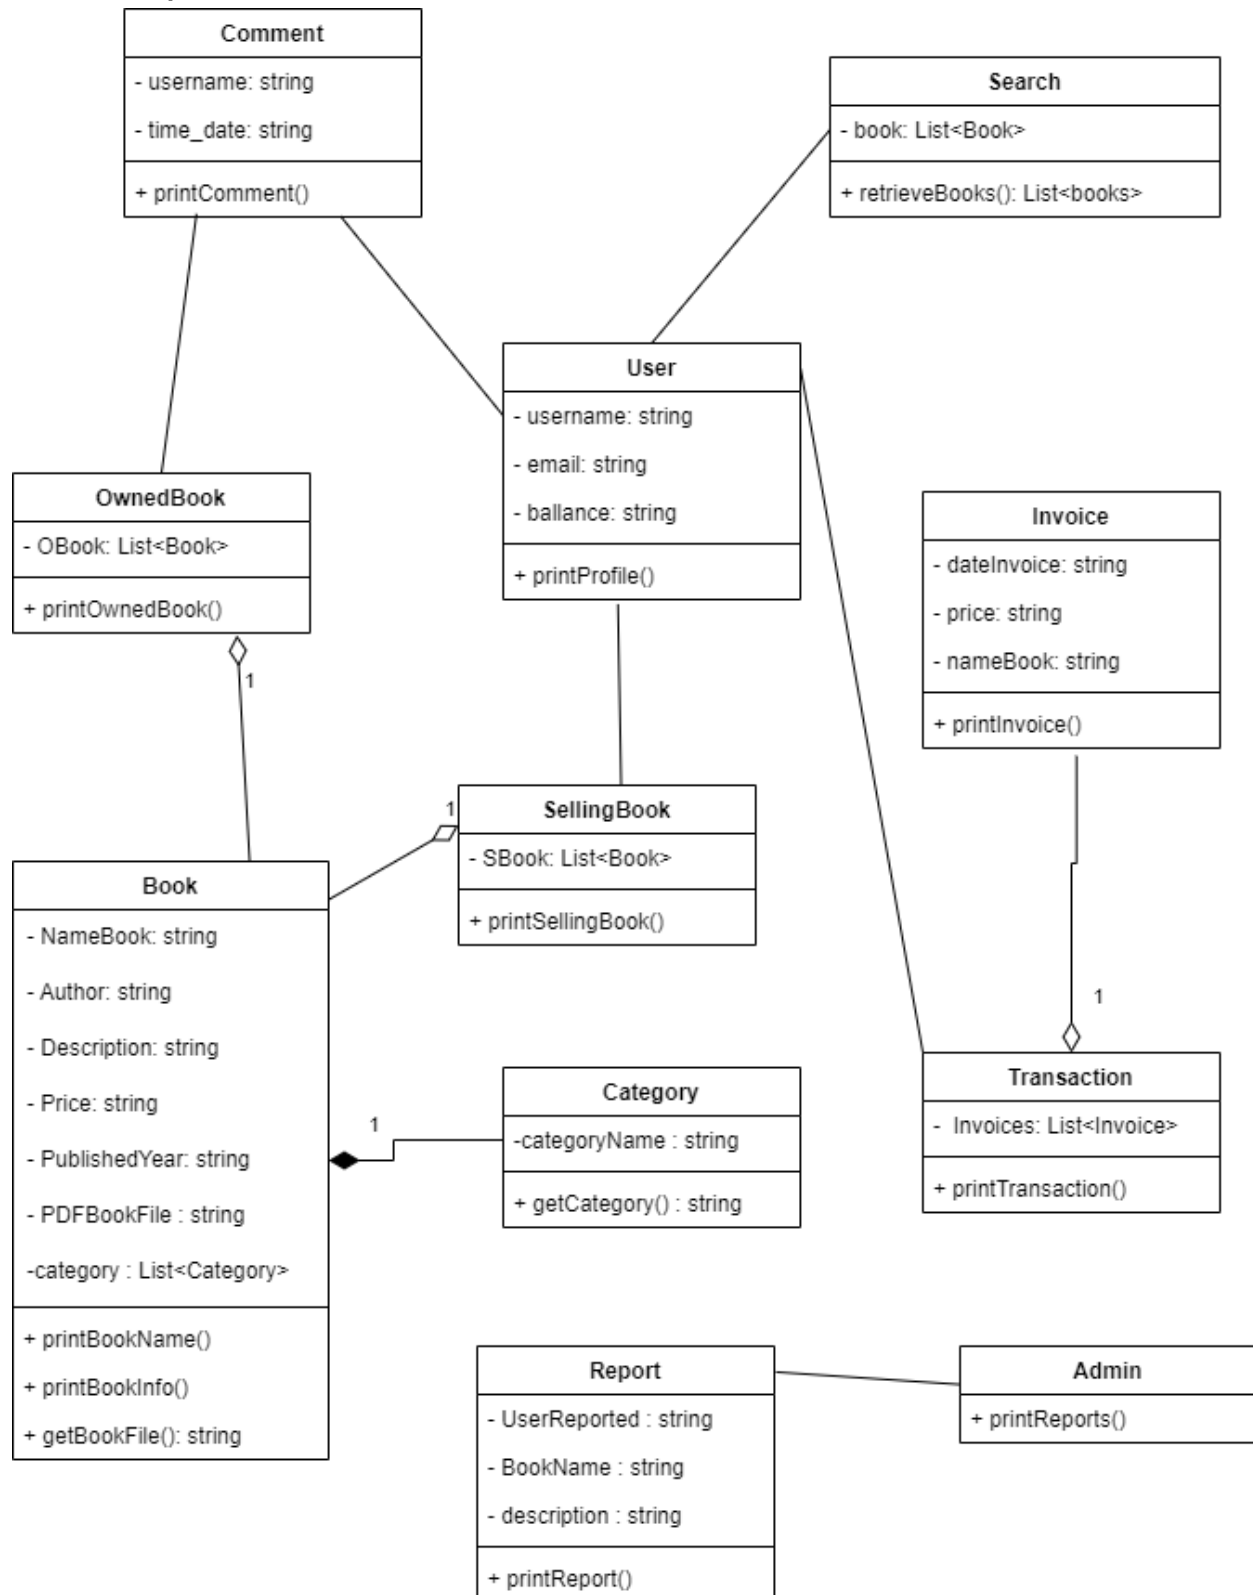 Comment
- username: string
- time_date: string
+ printComment()
Search
- book: List<Book>
+ retrieveBooks(): List<books>
User
- username: string
- email: string
- ballance: string
+ printProfile()
OwnedBook
- OBook: List<Book>
+ printOwnedBook()
1
Invoice
- dateInvoice: string
- price: string
- nameBook: string
+ printInvoice()
1
SellingBook
- SBook: List<Book>
+ printSellingBook()
Book
- NameBook: string
- Author: string
- Description: string
- Price: string
- PublishedYear: string
- PDFBookFile : string
-category : List<Category>
+ printBookName()
+ printBookInfo()
+ getBookFile(): string
1
Category
-categoryName : string
+ getCategory() : string
1
Transaction
- Invoices: List<Invoice>
+ printTransaction()
Report
- UserReported : string
- BookName : string
- description : string
+ printReport()
Admin
+ printReports()